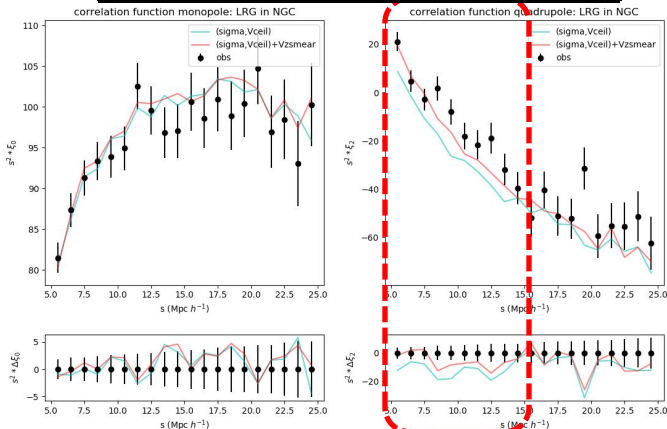 correlation function monopole: LRG in NGC
(sigma,Vceil)
(sigma,Vceil)+Vzsmear
obs
s² * ξ₀
110
105
100
95
90
85
80
5.0 7.5 10.0 12.5 15.0 17.5 20.0 22.5 25.0
s (Mpc h⁻¹)
s² * Δξ₀
5
0
−5
5.0 7.5 10.0 12.5 15.0 17.5 20.0 22.5 25.0
s (Mpc h⁻¹)
correlation function quadrupole: LRG in NGC
(sigma,Vceil)
(sigma,Vceil)+Vzsmear
obs
s² * ξ₂
20
0
−20
−40
−60
5.0 7.5 10.0 12.5 15.0 17.5 20.0 22.5 25.0
s (Mpc h⁻¹)
s² * Δξ₂
0
−20
5.0 7.5 10.0 12.5 15.0 17.5 20.0 22.5 25.0
s (Mpc h⁻¹)